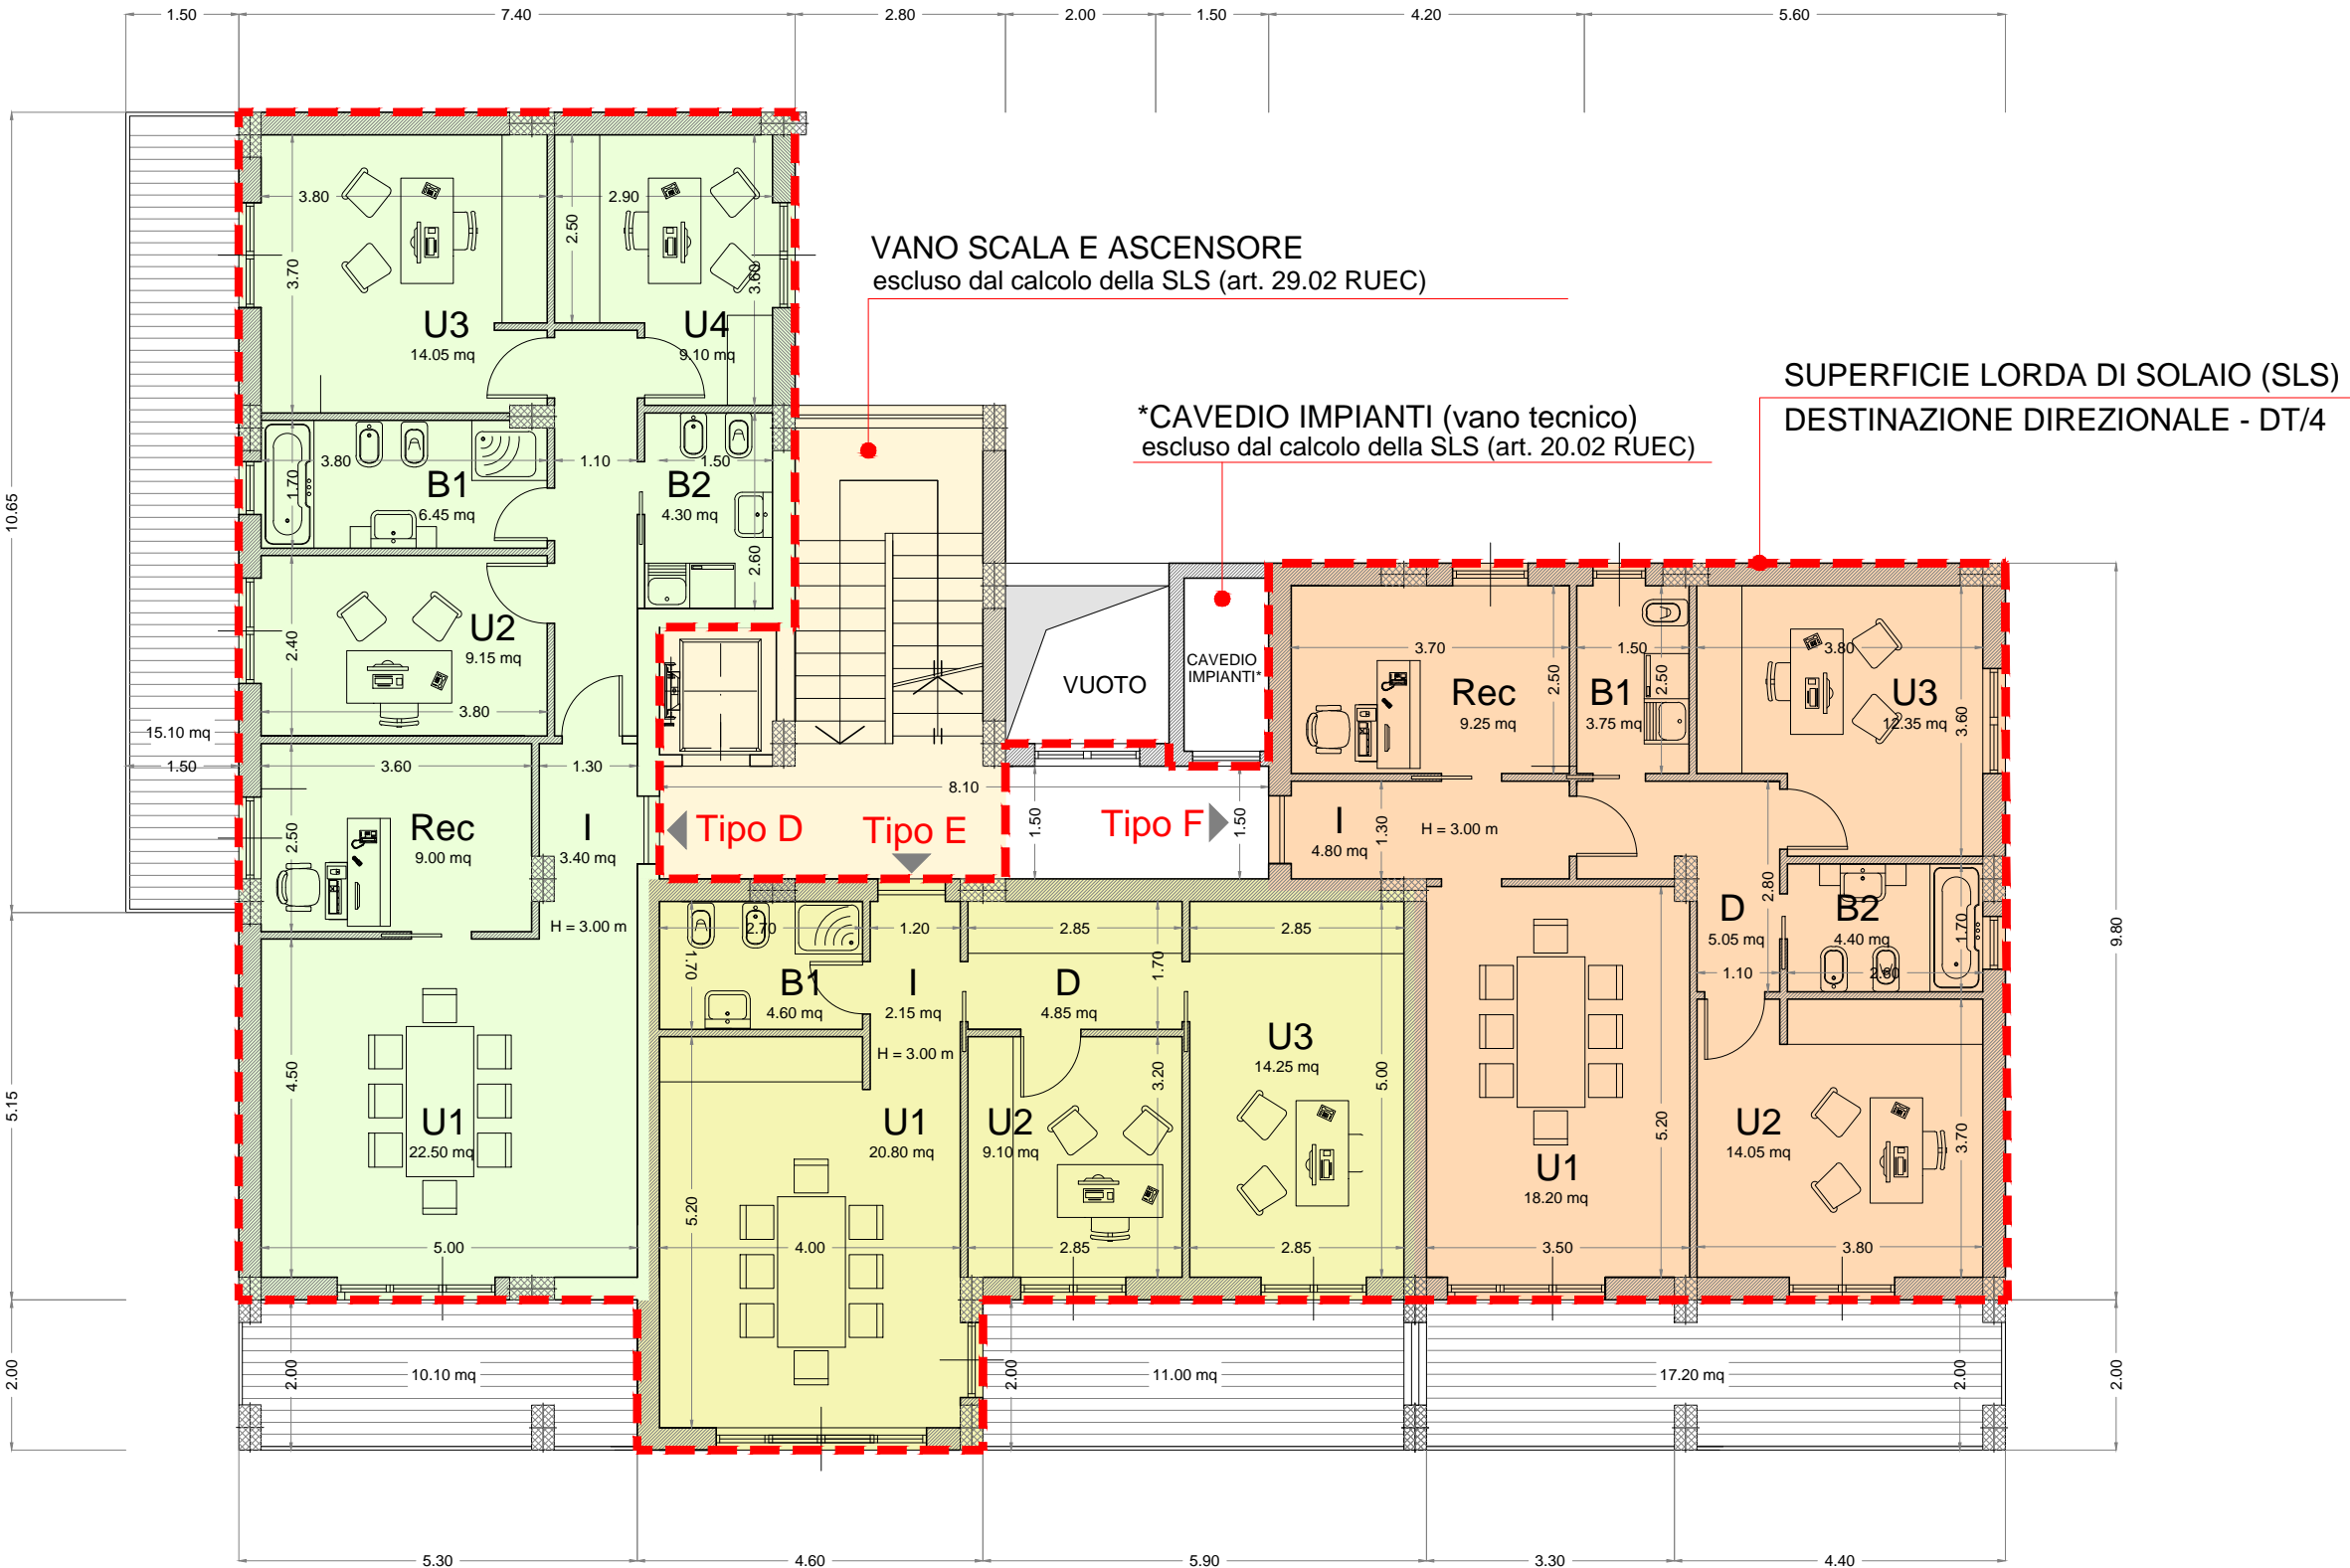 1.50
7.40
2.80
2.00
1.50
4.20
5.60
VANO SCALA E ASCENSORE
escluso dal calcolo della SLS (art. 29.02 RUEC)
*CAVEDIO IMPIANTI (vano tecnico)
escluso dal calcolo della SLS (art. 20.02 RUEC)
SUPERFICIE LORDA DI SOLAIO (SLS)
DESTINAZIONE DIREZIONALE - DT/4
10.65
5.15
2.00
15.10 mq
1.50
3.80
3.70
U3
14.05 mq
2.90
2.50
3.60
U4
9.10 mq
3.80
1.70
B1
6.45 mq
1.10
1.50
B2
4.30 mq
2.60
2.40
U2
9.15 mq
3.80
3.60
1.30
2.50
Rec
9.00 mq
I
3.40 mq
H = 3.00 m
4.50
U1
22.50 mq
5.00
10.10 mq
2.00
VUOTO
CAVEDIO
IMPIANTI*
8.10
1.50
1.50
Tipo D
Tipo E
Tipo F
2.70
1.70
B1
4.60 mq
1.20
I
2.15 mq
H = 3.00 m
2.85
1.70
D
4.85 mq
2.85
U3
14.25 mq
5.00
3.20
U2
9.10 mq
U1
20.80 mq
5.20
4.00
2.85
2.85
2.00
11.00 mq
3.70
2.50
Rec
9.25 mq
1.50
2.50
B1
3.75 mq
3.80
3.60
U3
12.35 mq
I
4.80 mq
1.30
H = 3.00 m
2.80
D
5.05 mq
1.10
B2
4.40 mq
1.70
2.60
U1
18.20 mq
5.20
3.50
U2
14.05 mq
3.70
3.80
17.20 mq
2.00
9.80
2.00
5.30
4.60
5.90
3.30
4.40